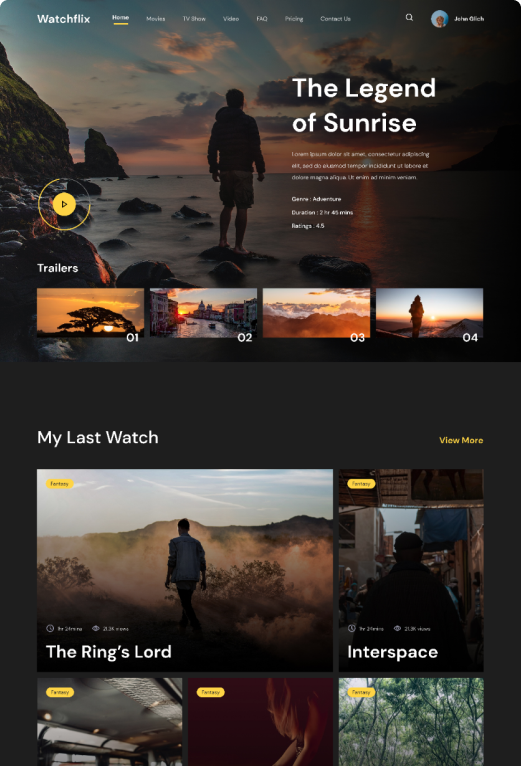 Watchflix
Home Movies TV Show Video FAQ Pricing Contact Us John Glich
The Legend
of Sunrise
Lorem ipsum dolor sit amet, consectetur adipiscing
elit, sed do eiusmod tempor incididunt ut labore et
dolore magna aliqua. Ut enim ad minim veniam.
Genre : Adventure
Duration : 2 hr 45 mins
Ratings : 4.5
Trailers
01 02 03 04
My Last Watch
View More
Fantasy
1hr 24mins 21.3K views
The Ring's Lord
Fantasy
1hr 24mins 21.3K views
Interspace
Fantasy
Fantasy
Fantasy